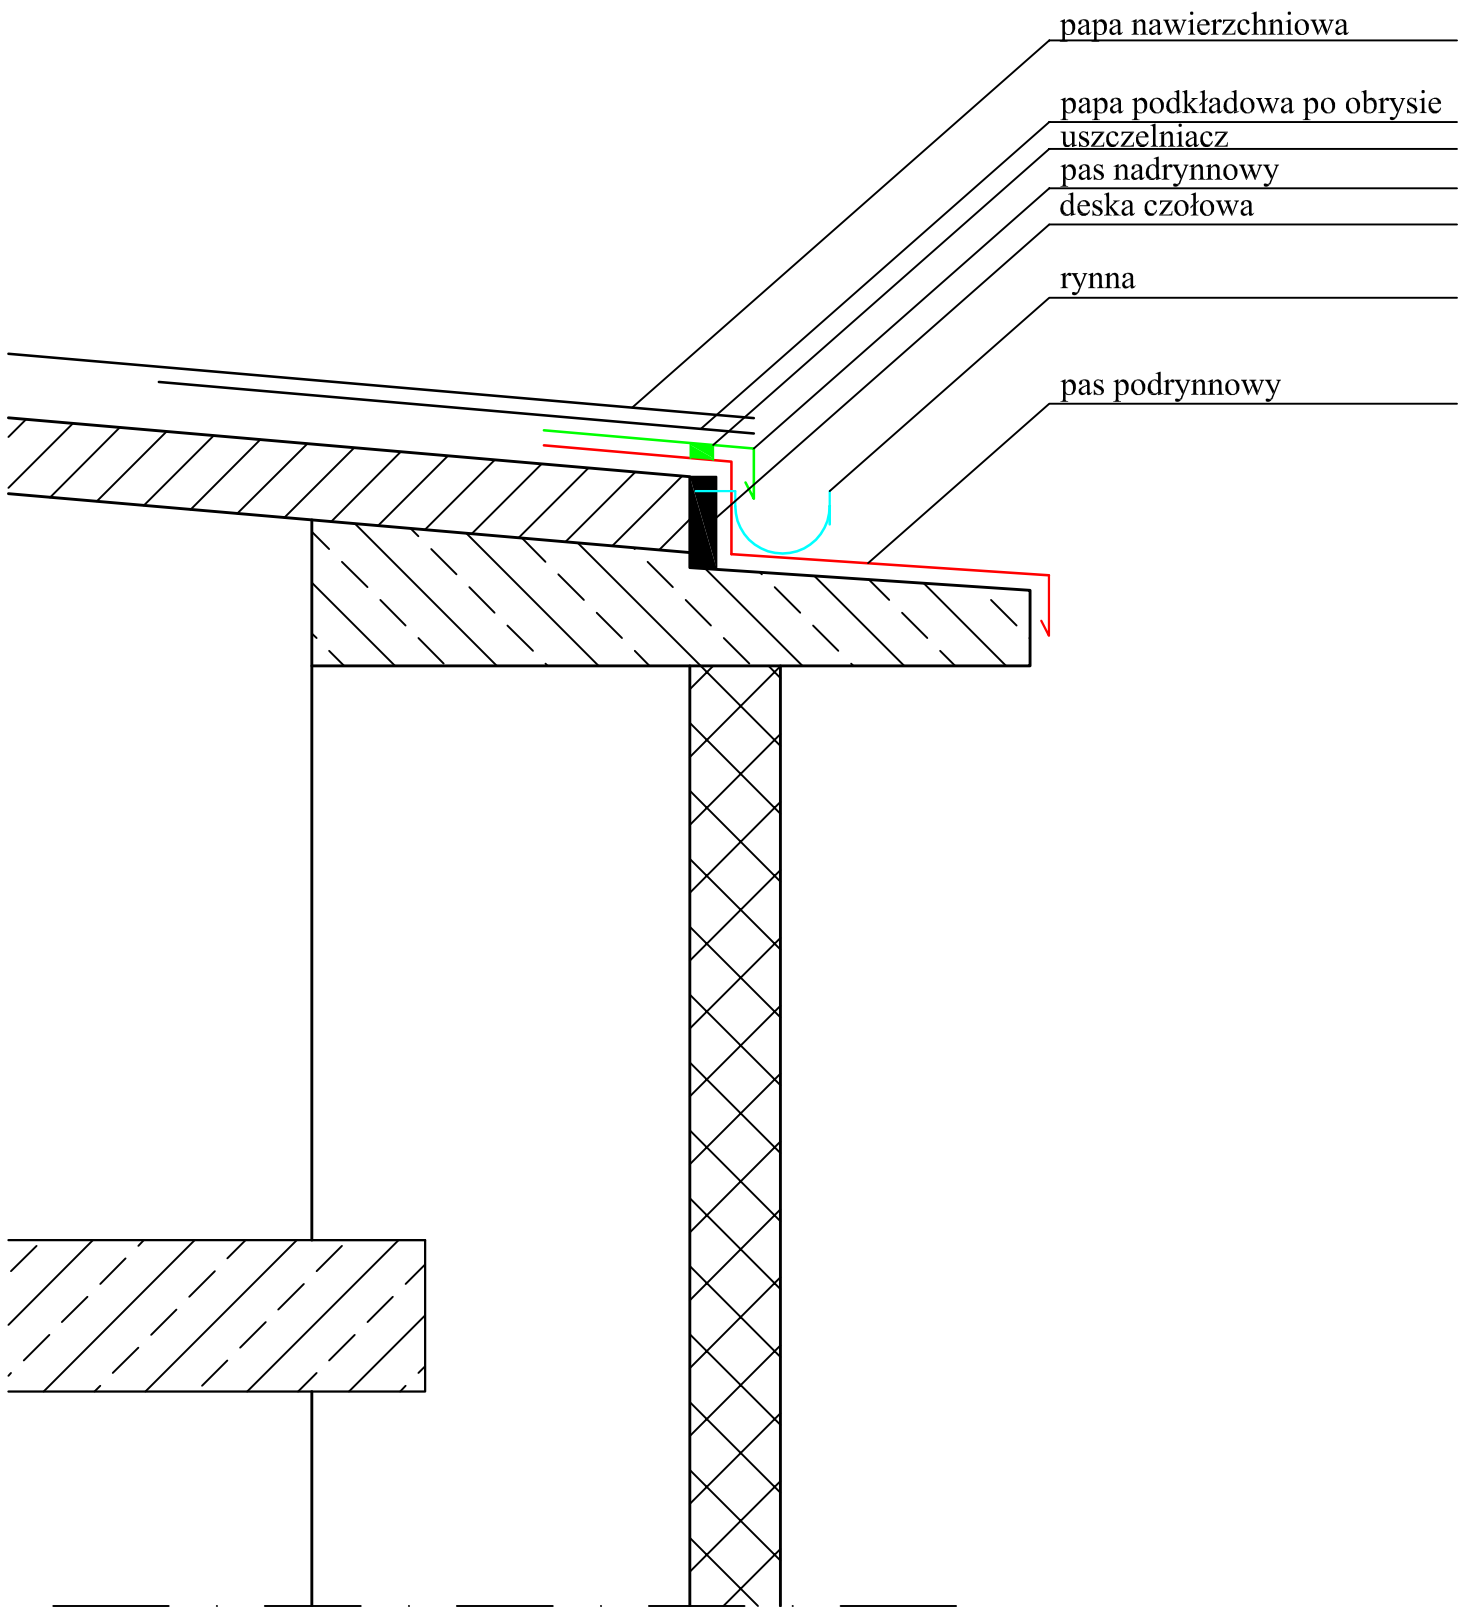 papa nawierzchniowa
papa podkładowa po obrysie
uszczelniacz
pas nadrynnowy
deska czołowa
rynna
pas podrynnowy